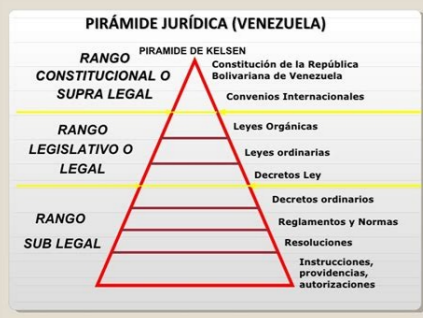 PIRÁMIDE JURÍDICA (VENEZUELA)
PIRAMIDE DE KELSEN
RANGO
CONSTITUCIONAL O
SUPRA LEGAL
Constitución de la República
Bolivariana de Venezuela
Convenios Internacionales
RANGO
LEGISLATIVO O
LEGAL
Leyes Orgánicas
Leyes ordinarias
Decretos Ley
RANGO
SUB LEGAL
Decretos ordinarios
Reglamentos y Normas
Resoluciones
Instrucciones,
providencias,
autorizaciones